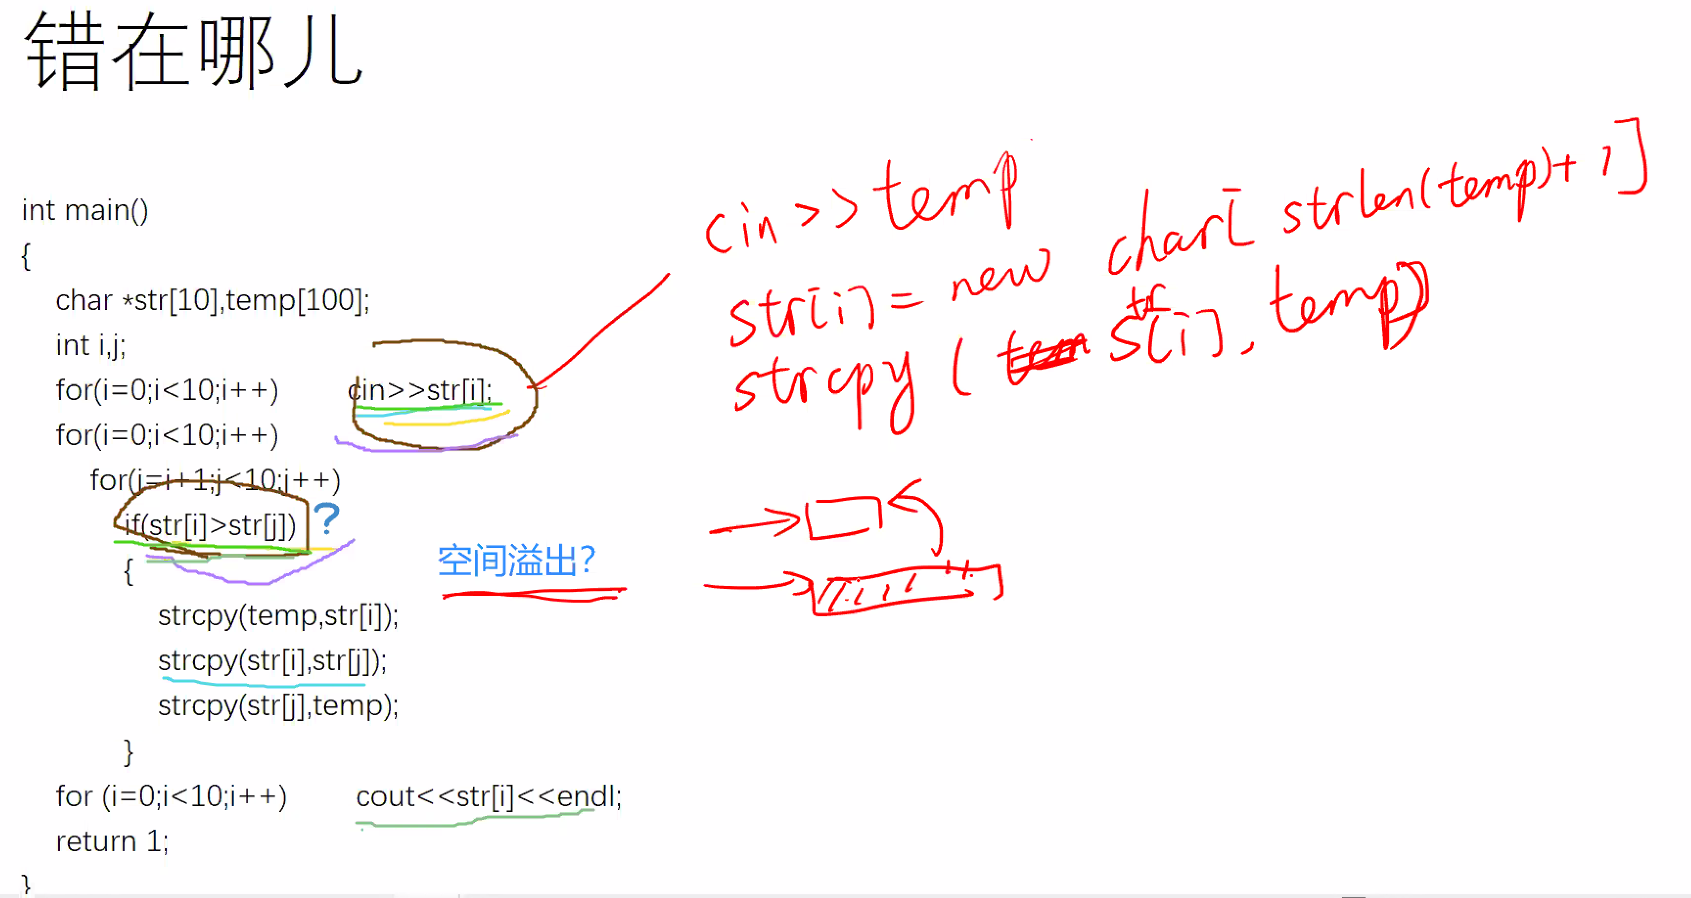 错在哪儿
int main()
{
char *str[10],temp[100];
int i,j;
for(i=0;i<10;i++) cin>>str[i];
for(i=0;i<10;i++)
for(j=i+1;j<10;j++)
if(str[i]>str[j]) ?
{
strcpy(temp,str[i]);
strcpy(str[i],str[j]);
strcpy(str[j],temp);
}
for (i=0;i<10;i++) cout<<str[i]<<endl;
return 1;
}
cin>>temp
str[i]=new char[strlen(temp)+1]
strcpy(str[i],temp)
空间溢出?